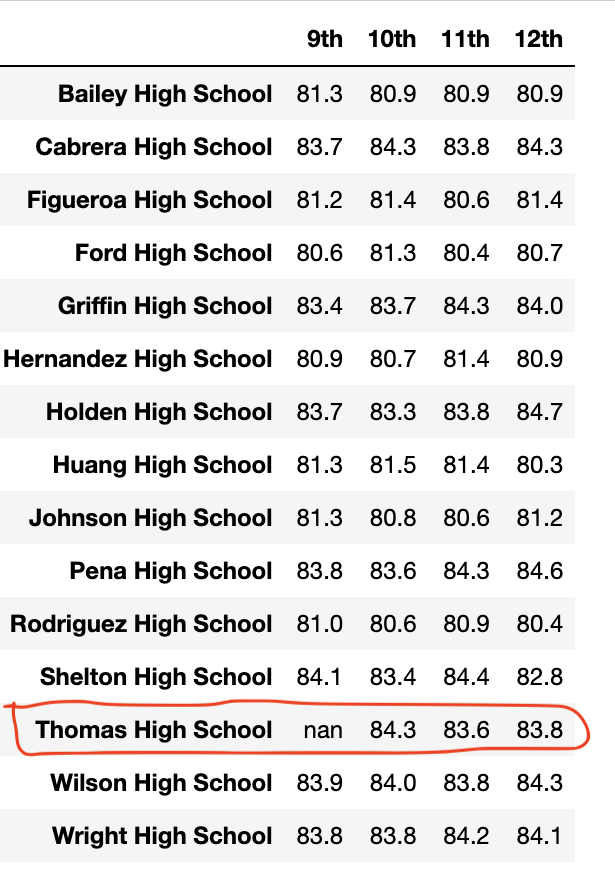 9th 10th 11th 12th
Bailey High School 81.3 80.9 80.9 80.9
Cabrera High School 83.7 84.3 83.8 84.3
Figueroa High School 81.2 81.4 80.6 81.4
Ford High School 80.6 81.3 80.4 80.7
Griffin High School 83.4 83.7 84.3 84.0
Hernandez High School 80.9 80.7 81.4 80.9
Holden High School 83.7 83.3 83.8 84.7
Huang High School 81.3 81.5 81.4 80.3
Johnson High School 81.3 80.8 80.6 81.2
Pena High School 83.8 83.6 84.3 84.6
Rodriguez High School 81.0 80.6 80.9 80.4
Shelton High School 84.1 83.4 84.4 82.8
Thomas High School nan 84.3 83.6 83.8
Wilson High School 83.9 84.0 83.8 84.3
Wright High School 83.8 83.8 84.2 84.1